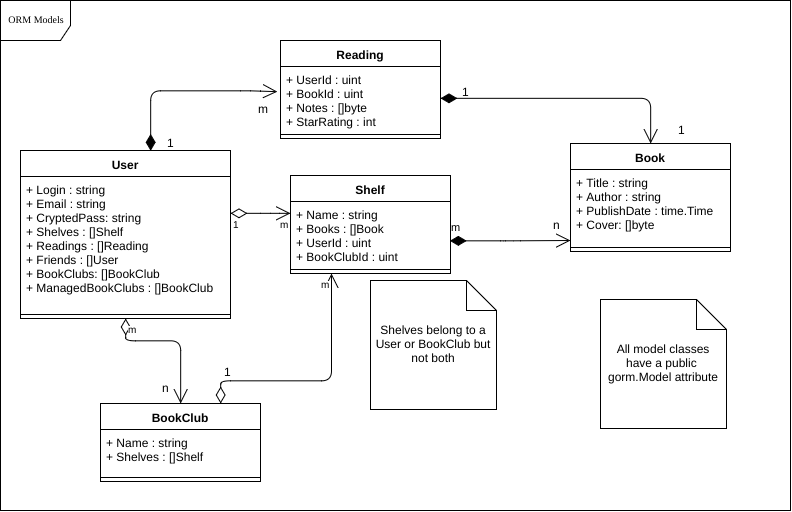 ORM Models
Reading
+ UserId : uint
+ BookId : uint
+ Notes : []byte
+ StarRating : int
m
1
1
1
User
+ Login : string
+ Email : string
+ CryptedPass: string
+ Shelves : []Shelf
+ Readings : []Reading
+ Friends : []User
+ BookClubs: []BookClub
+ ManagedBookClubs : []BookClub
1
m
Shelf
+ Name : string
+ Books : []Book
+ UserId : uint
+ BookClubId : uint
m
n
Book
+ Title : string
+ Author : string
+ PublishDate : time.Time
+ Cover: []byte
m
n
1
m
BookClub
+ Name : string
+ Shelves : []Shelf
Shelves belong to a
User or BookClub but
not both
All model classes
have a public
gorm.Model attribute